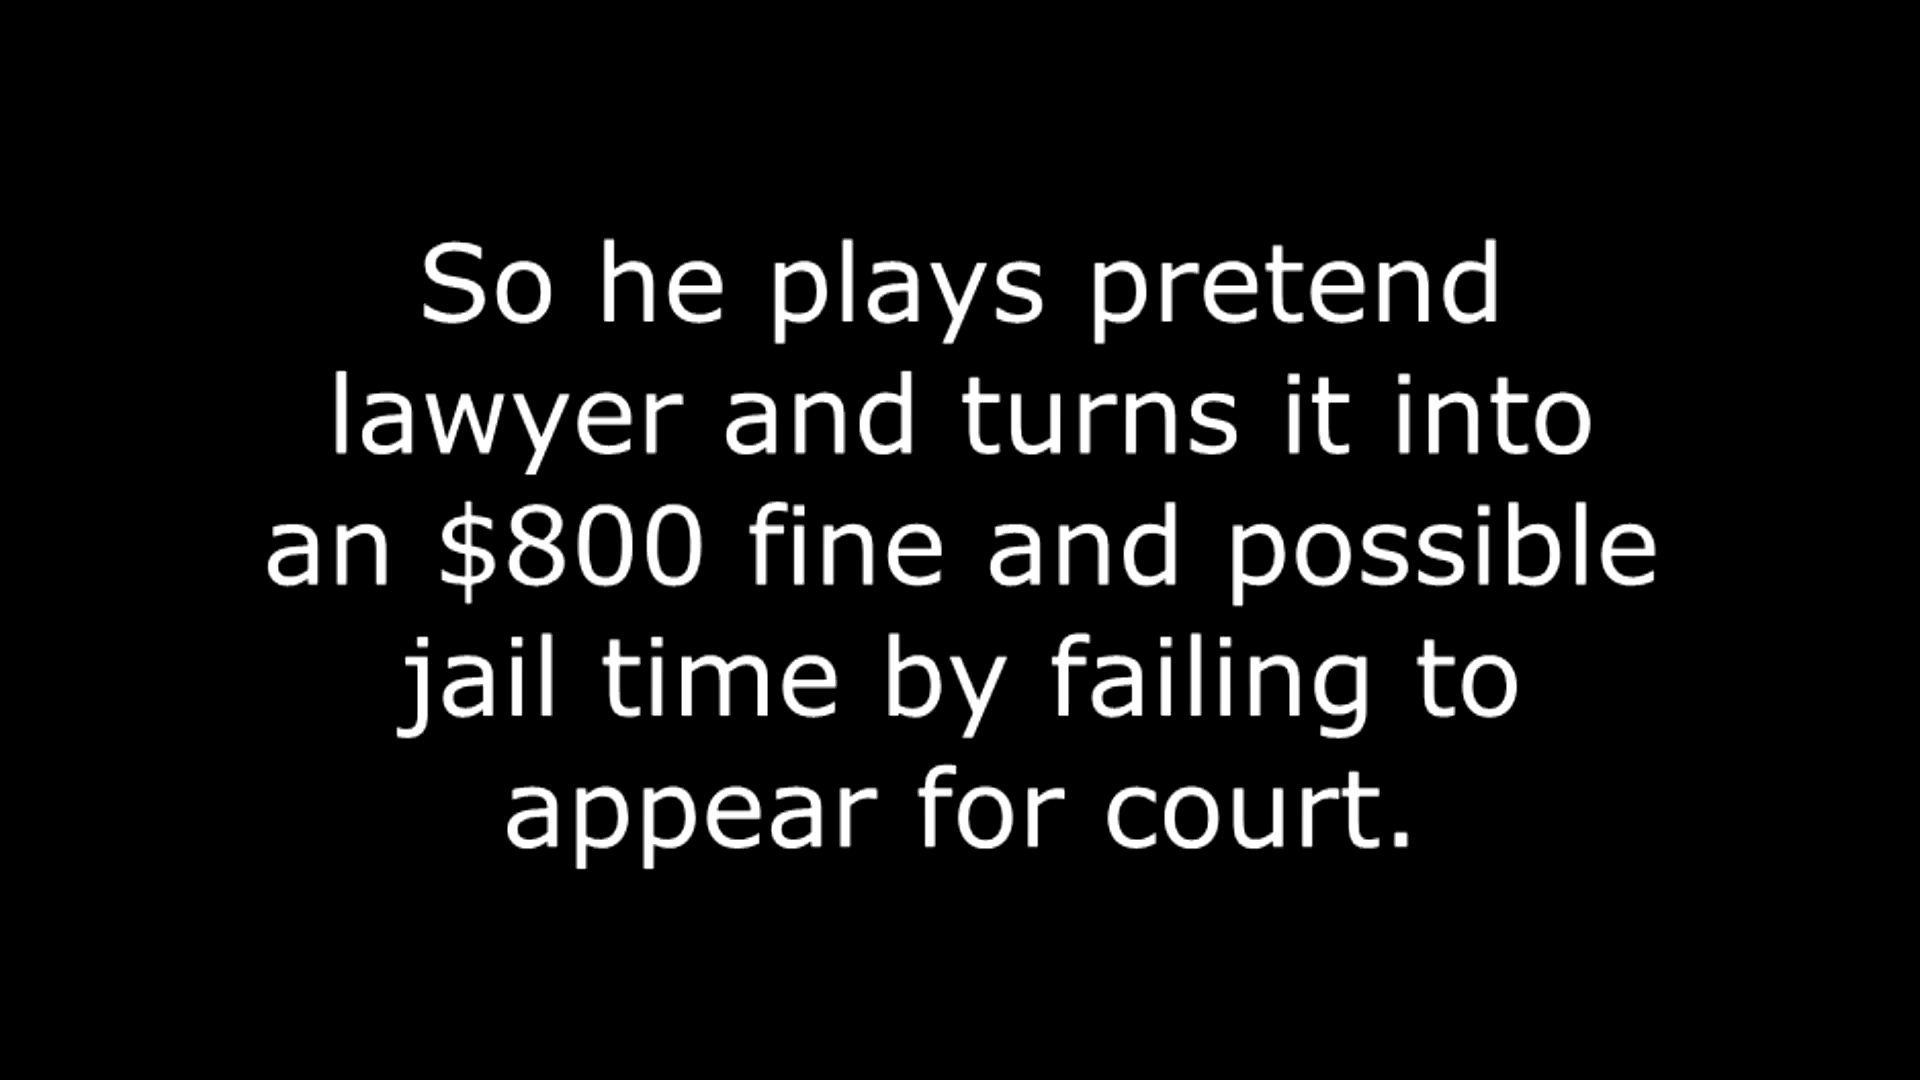 So he plays pretend
lawyer and turns it into
an $800 fine and possible
jail time by failing to
appear for court.